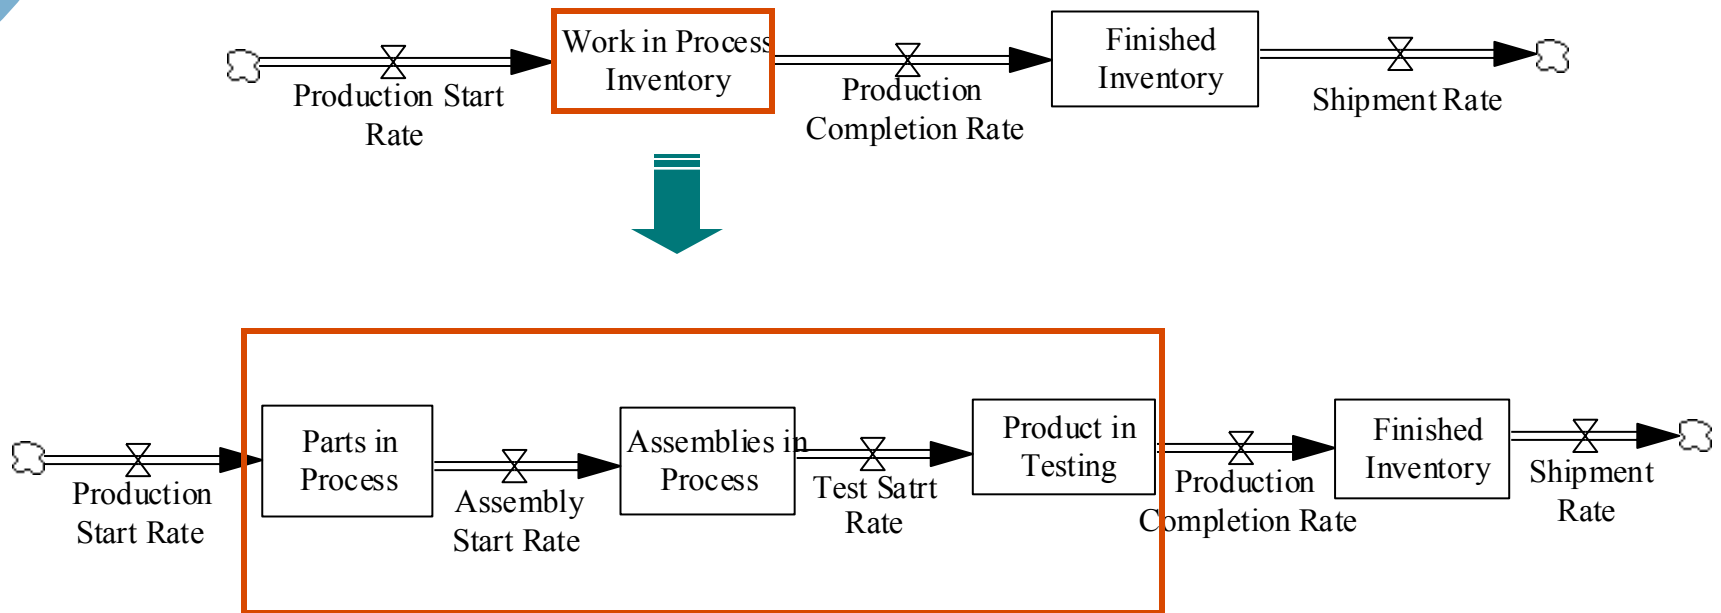 Work in Process
Inventory
Finished
Inventory
Production Start
Rate
Production
Completion Rate
Shipment Rate
Parts in
Process
Assemblies in
Process
Product in
Testing
Finished
Inventory
Production
Start Rate
Assembly
Start Rate
Test Satrt
Rate
Production
Completion Rate
Shipment
Rate